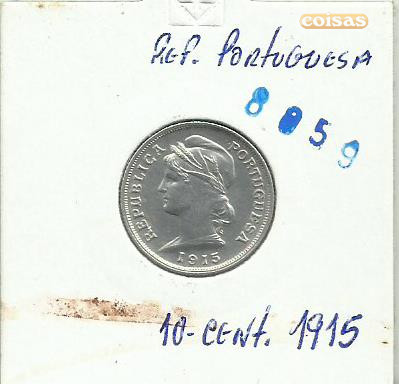 coisas
REP. PORTUGUESA
8059
REPUBLICA PORTUGUESA
1915
10-CENT. 1915